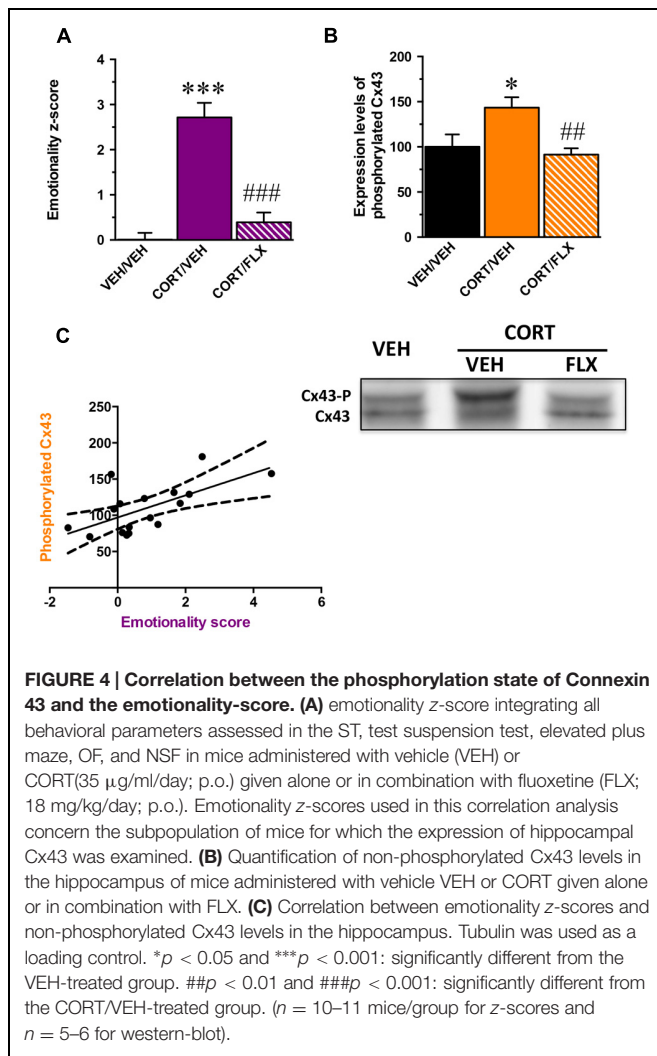 A
Emotionality z-score
4
3
2
1
0
***
###
VEH/VEH
CORT/VEH
CORT/FLX
B
Expression levels of
phosphorylated Cx43
200
150
100
50
0
*
##
VEH/VEH
CORT/VEH
CORT/FLX
C
Phosphorylated Cx43
250
200
150
100
50
-2
0
2
4
6
Emotionality score
CORT
VEH
VEH
FLX
Cx43-P
Cx43
FIGURE 4 | Correlation between the phosphorylation state of Connexin
43 and the emotionality-score. (A) emotionality z-score integrating all
behavioral parameters assessed in the ST, test suspension test, elevated plus
maze, OF, and NSF in mice administered with vehicle (VEH) or
CORT(35 μg/ml/day; p.o.) given alone or in combination with fluoxetine (FLX;
18 mg/kg/day; p.o.). Emotionality z-scores used in this correlation analysis
concern the subpopulation of mice for which the expression of hippocampal
Cx43 was examined. (B) Quantification of non-phosphorylated Cx43 levels in
the hippocampus of mice administered with vehicle VEH or CORT given alone
or in combination with FLX. (C) Correlation between emotionality z-scores and
non-phosphorylated Cx43 levels in the hippocampus. Tubulin was used as a
loading control. *p < 0.05 and ***p < 0.001: significantly different from the
VEH-treated group. ##p < 0.01 and ###p < 0.001: significantly different from
the CORT/VEH-treated group. (n = 10–11 mice/group for z-scores and
n = 5–6 for western-blot).